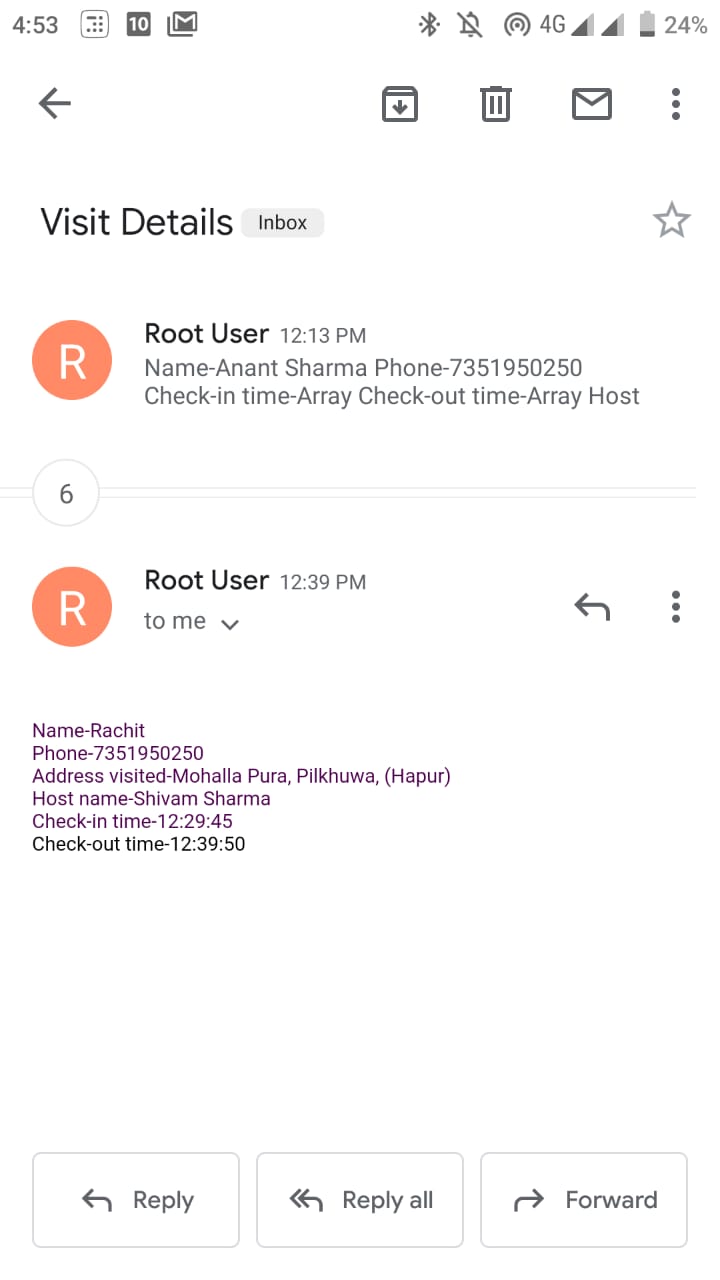 4:53 10 4G 24%
Visit Details Inbox
R
Root User 12:13 PM
Name-Anant Sharma Phone-7351950250
Check-in time-Array Check-out time-Array Host
6
R
Root User 12:39 PM
to me
Name-Rachit
Phone-7351950250
Address visited-Mohalla Pura, Pilkhuwa, (Hapur)
Host name-Shivam Sharma
Check-in time-12:29:45
Check-out time-12:39:50
Reply Reply all Forward